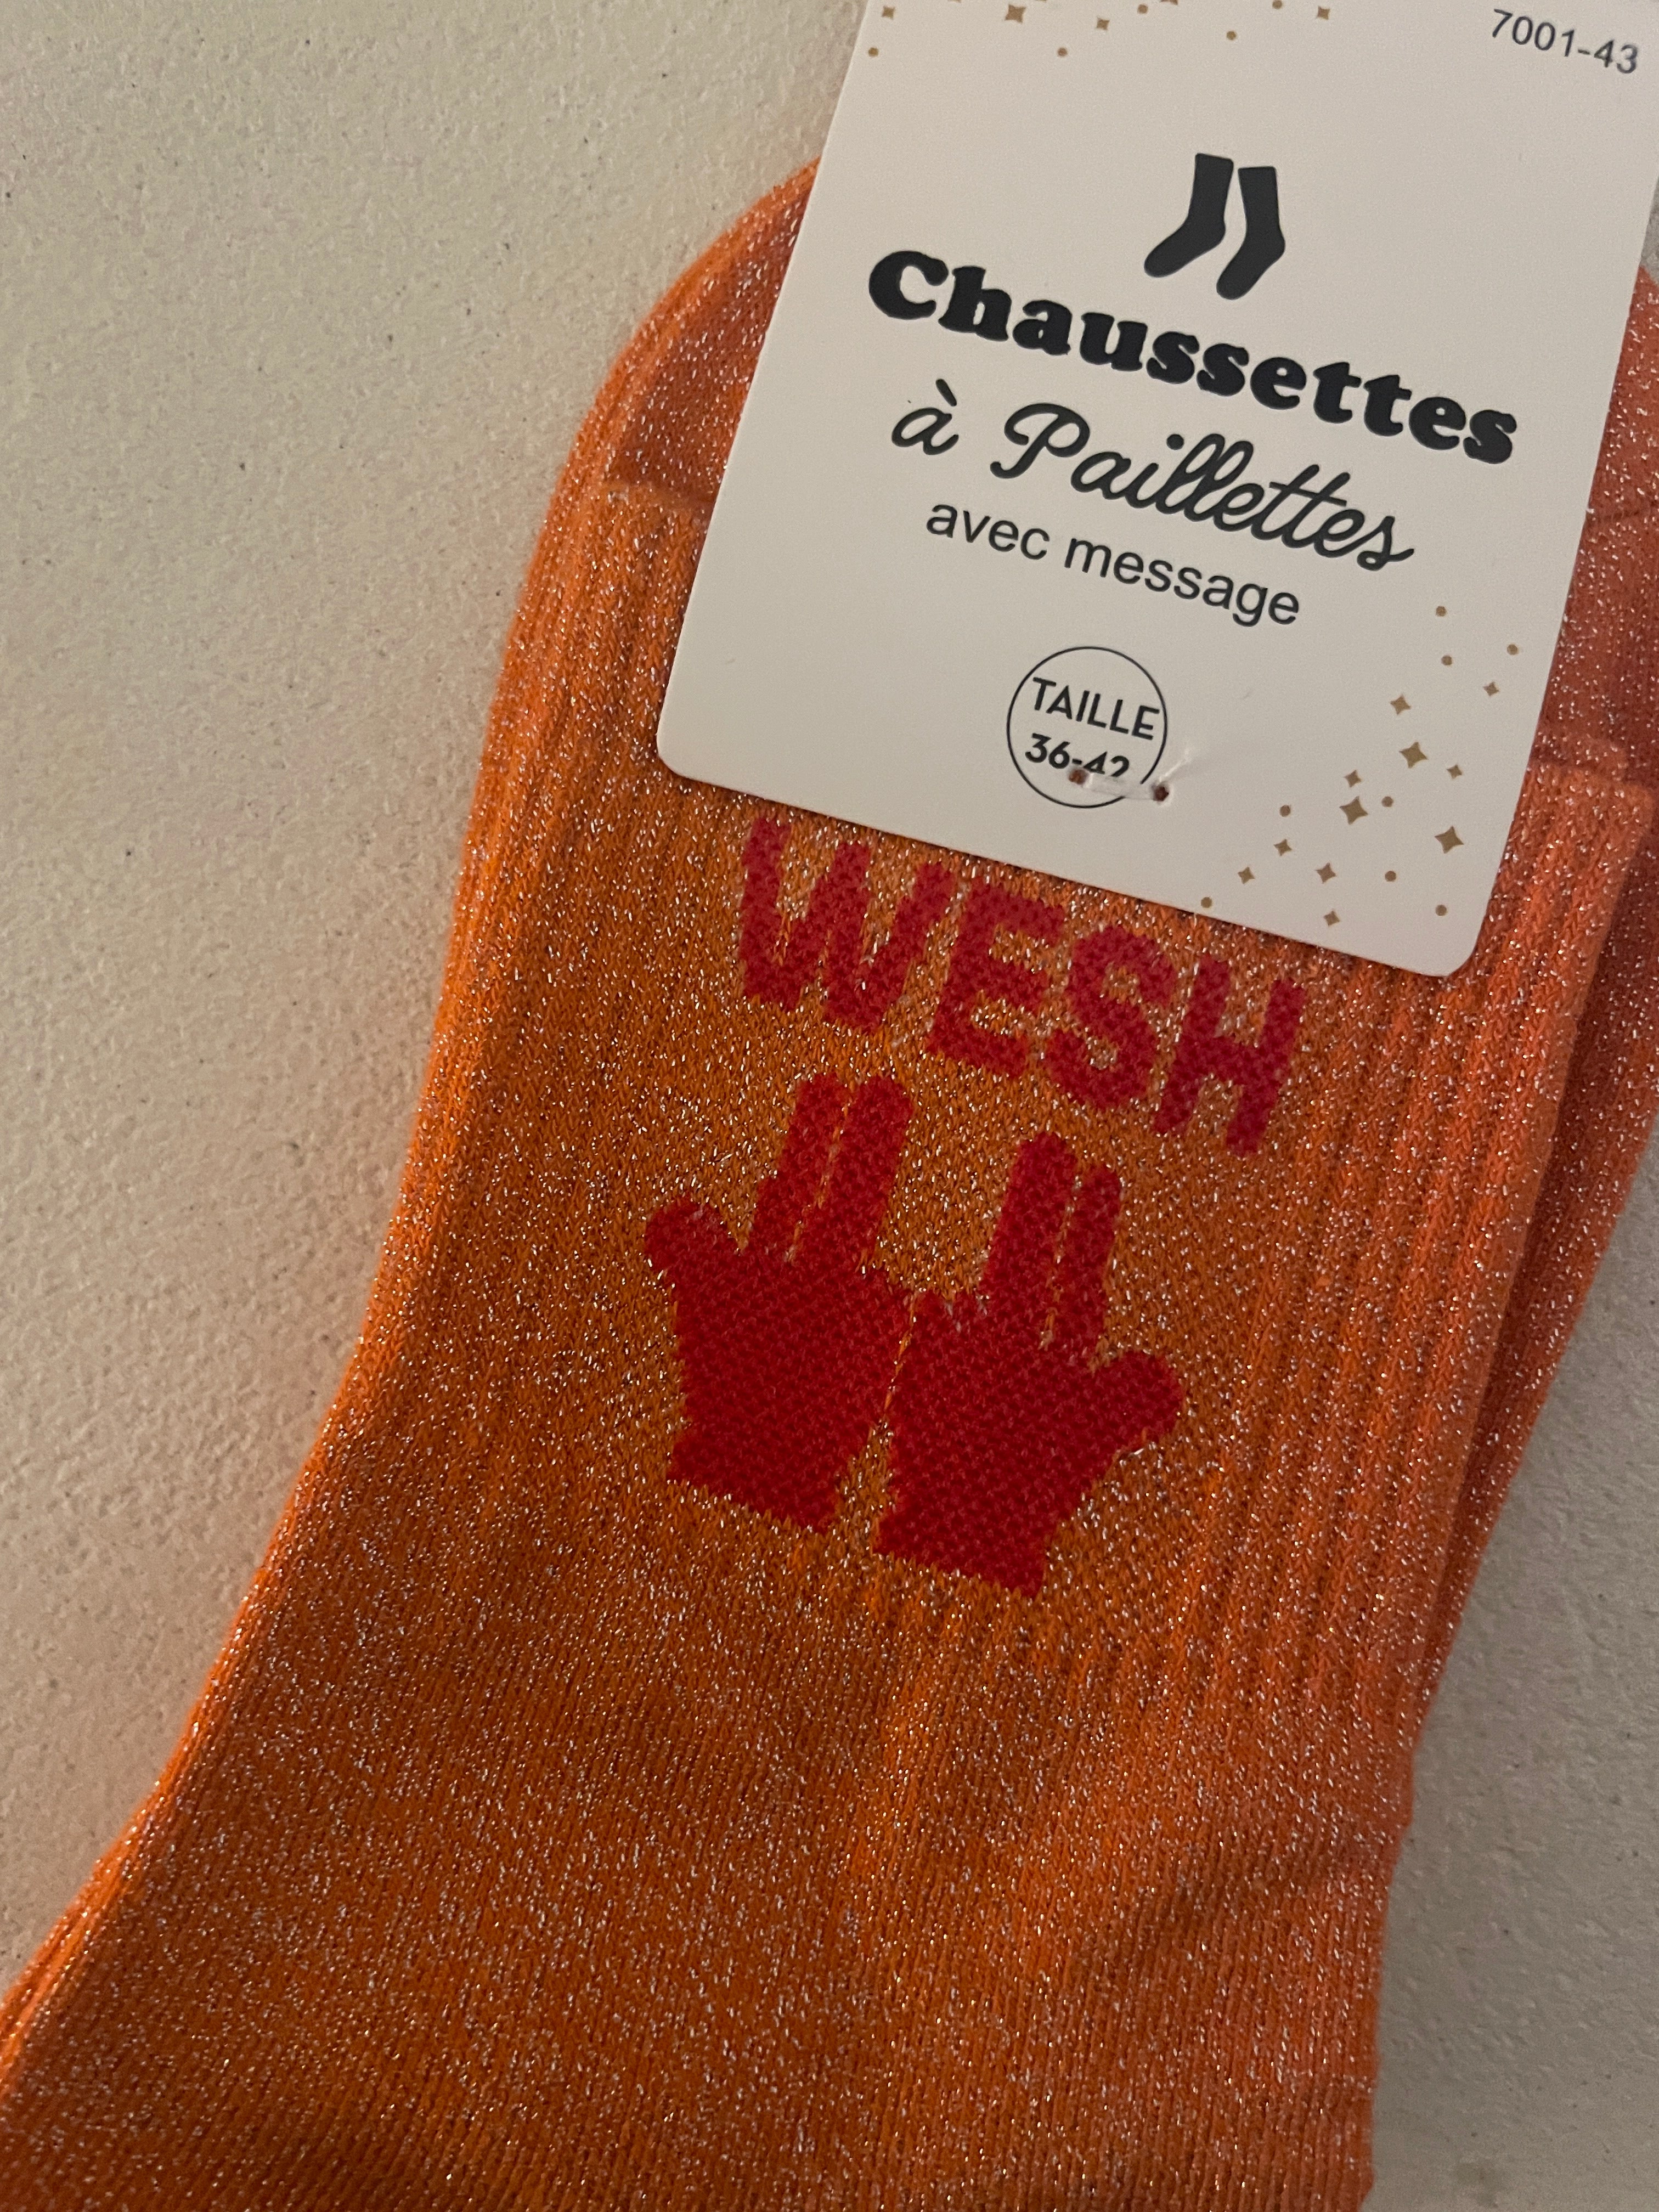 7001-43
Chaussettes
à Paillettes
avec message
TAILLE
36-42
WESH